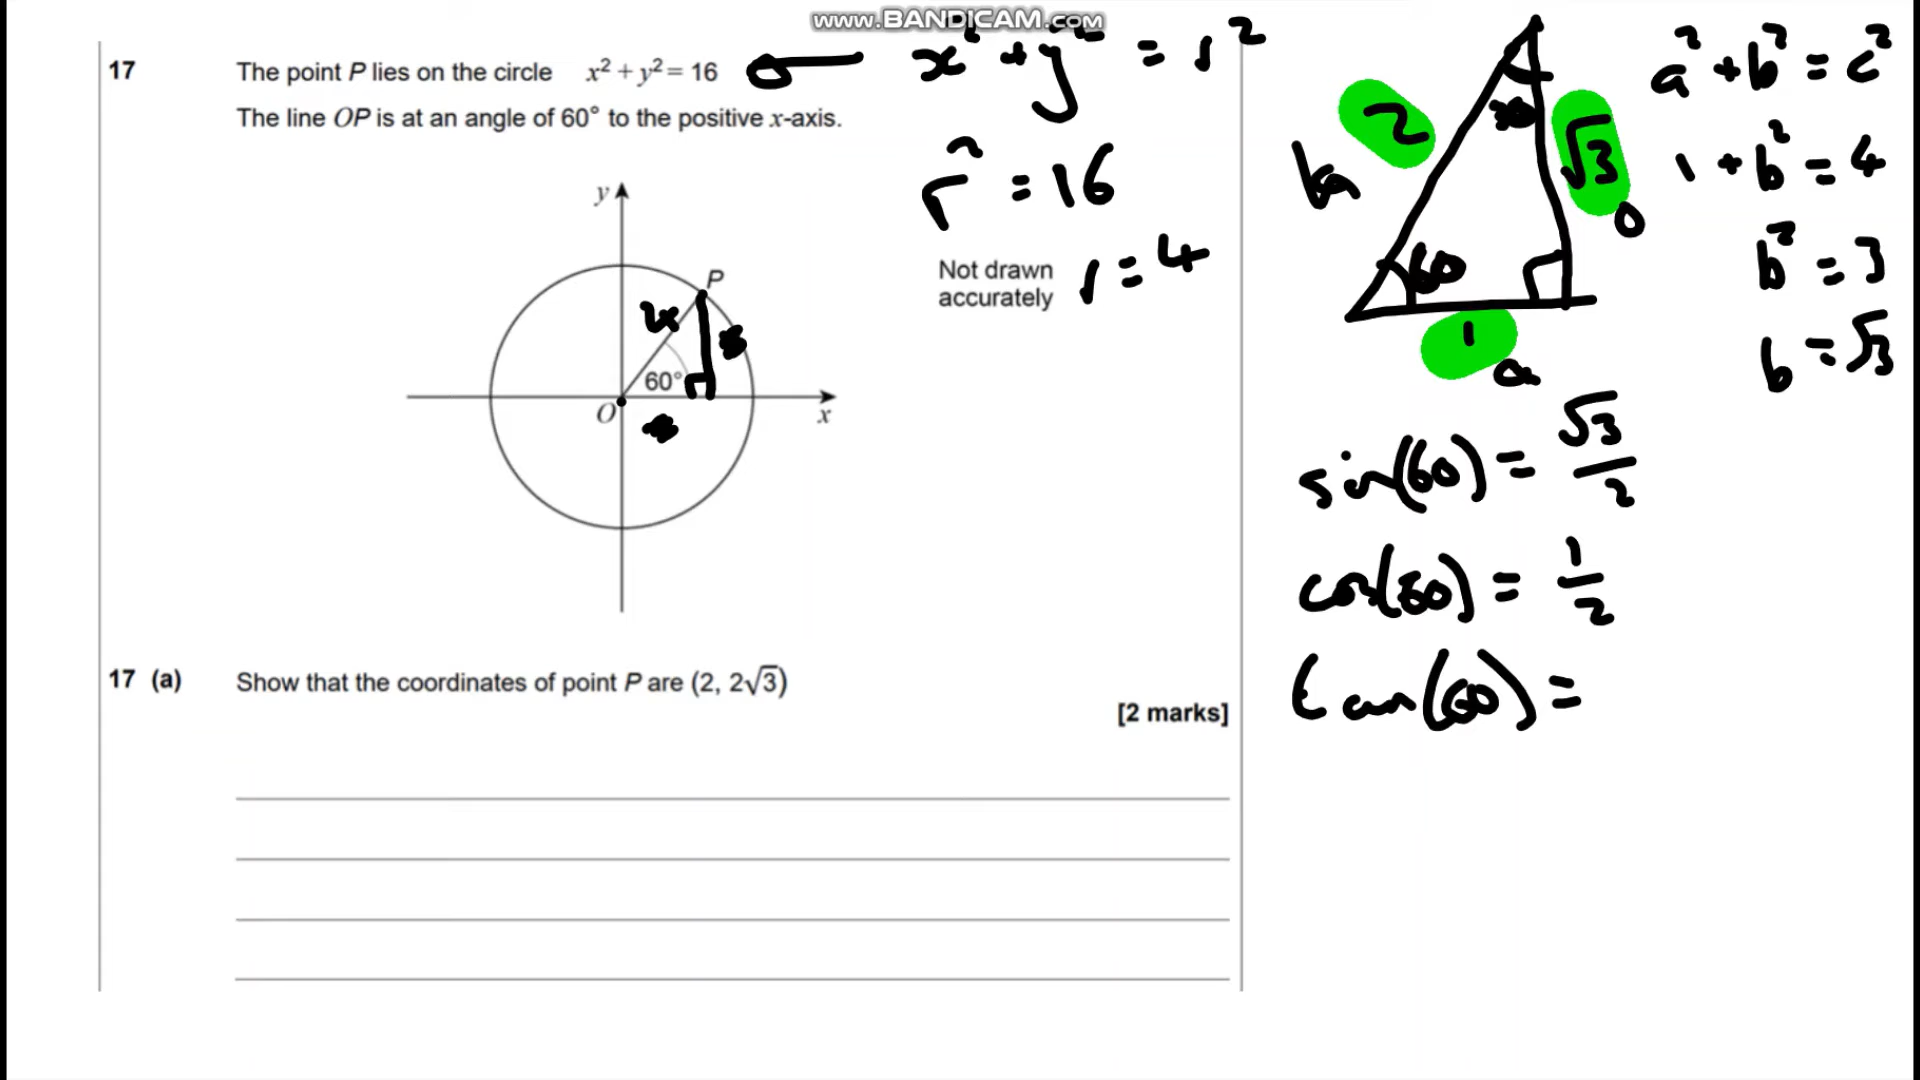 www.BANDICAM.com
17 The point P lies on the circle x² + y² = 16
The line OP is at an angle of 60° to the positive x-axis.
y
P
4
60°
O
x
Not drawn
accurately
17 (a) Show that the coordinates of point P are (2, 2√3)
[2 marks]
x² + y² = r²
r² = 16
r = 4
2
√3
h
o
60
1
a
a² + b² = c²
1 + b² = 4
b² = 3
b = √3
sin(60) = √3/2
cos(60) = 1/2
tan(60) =